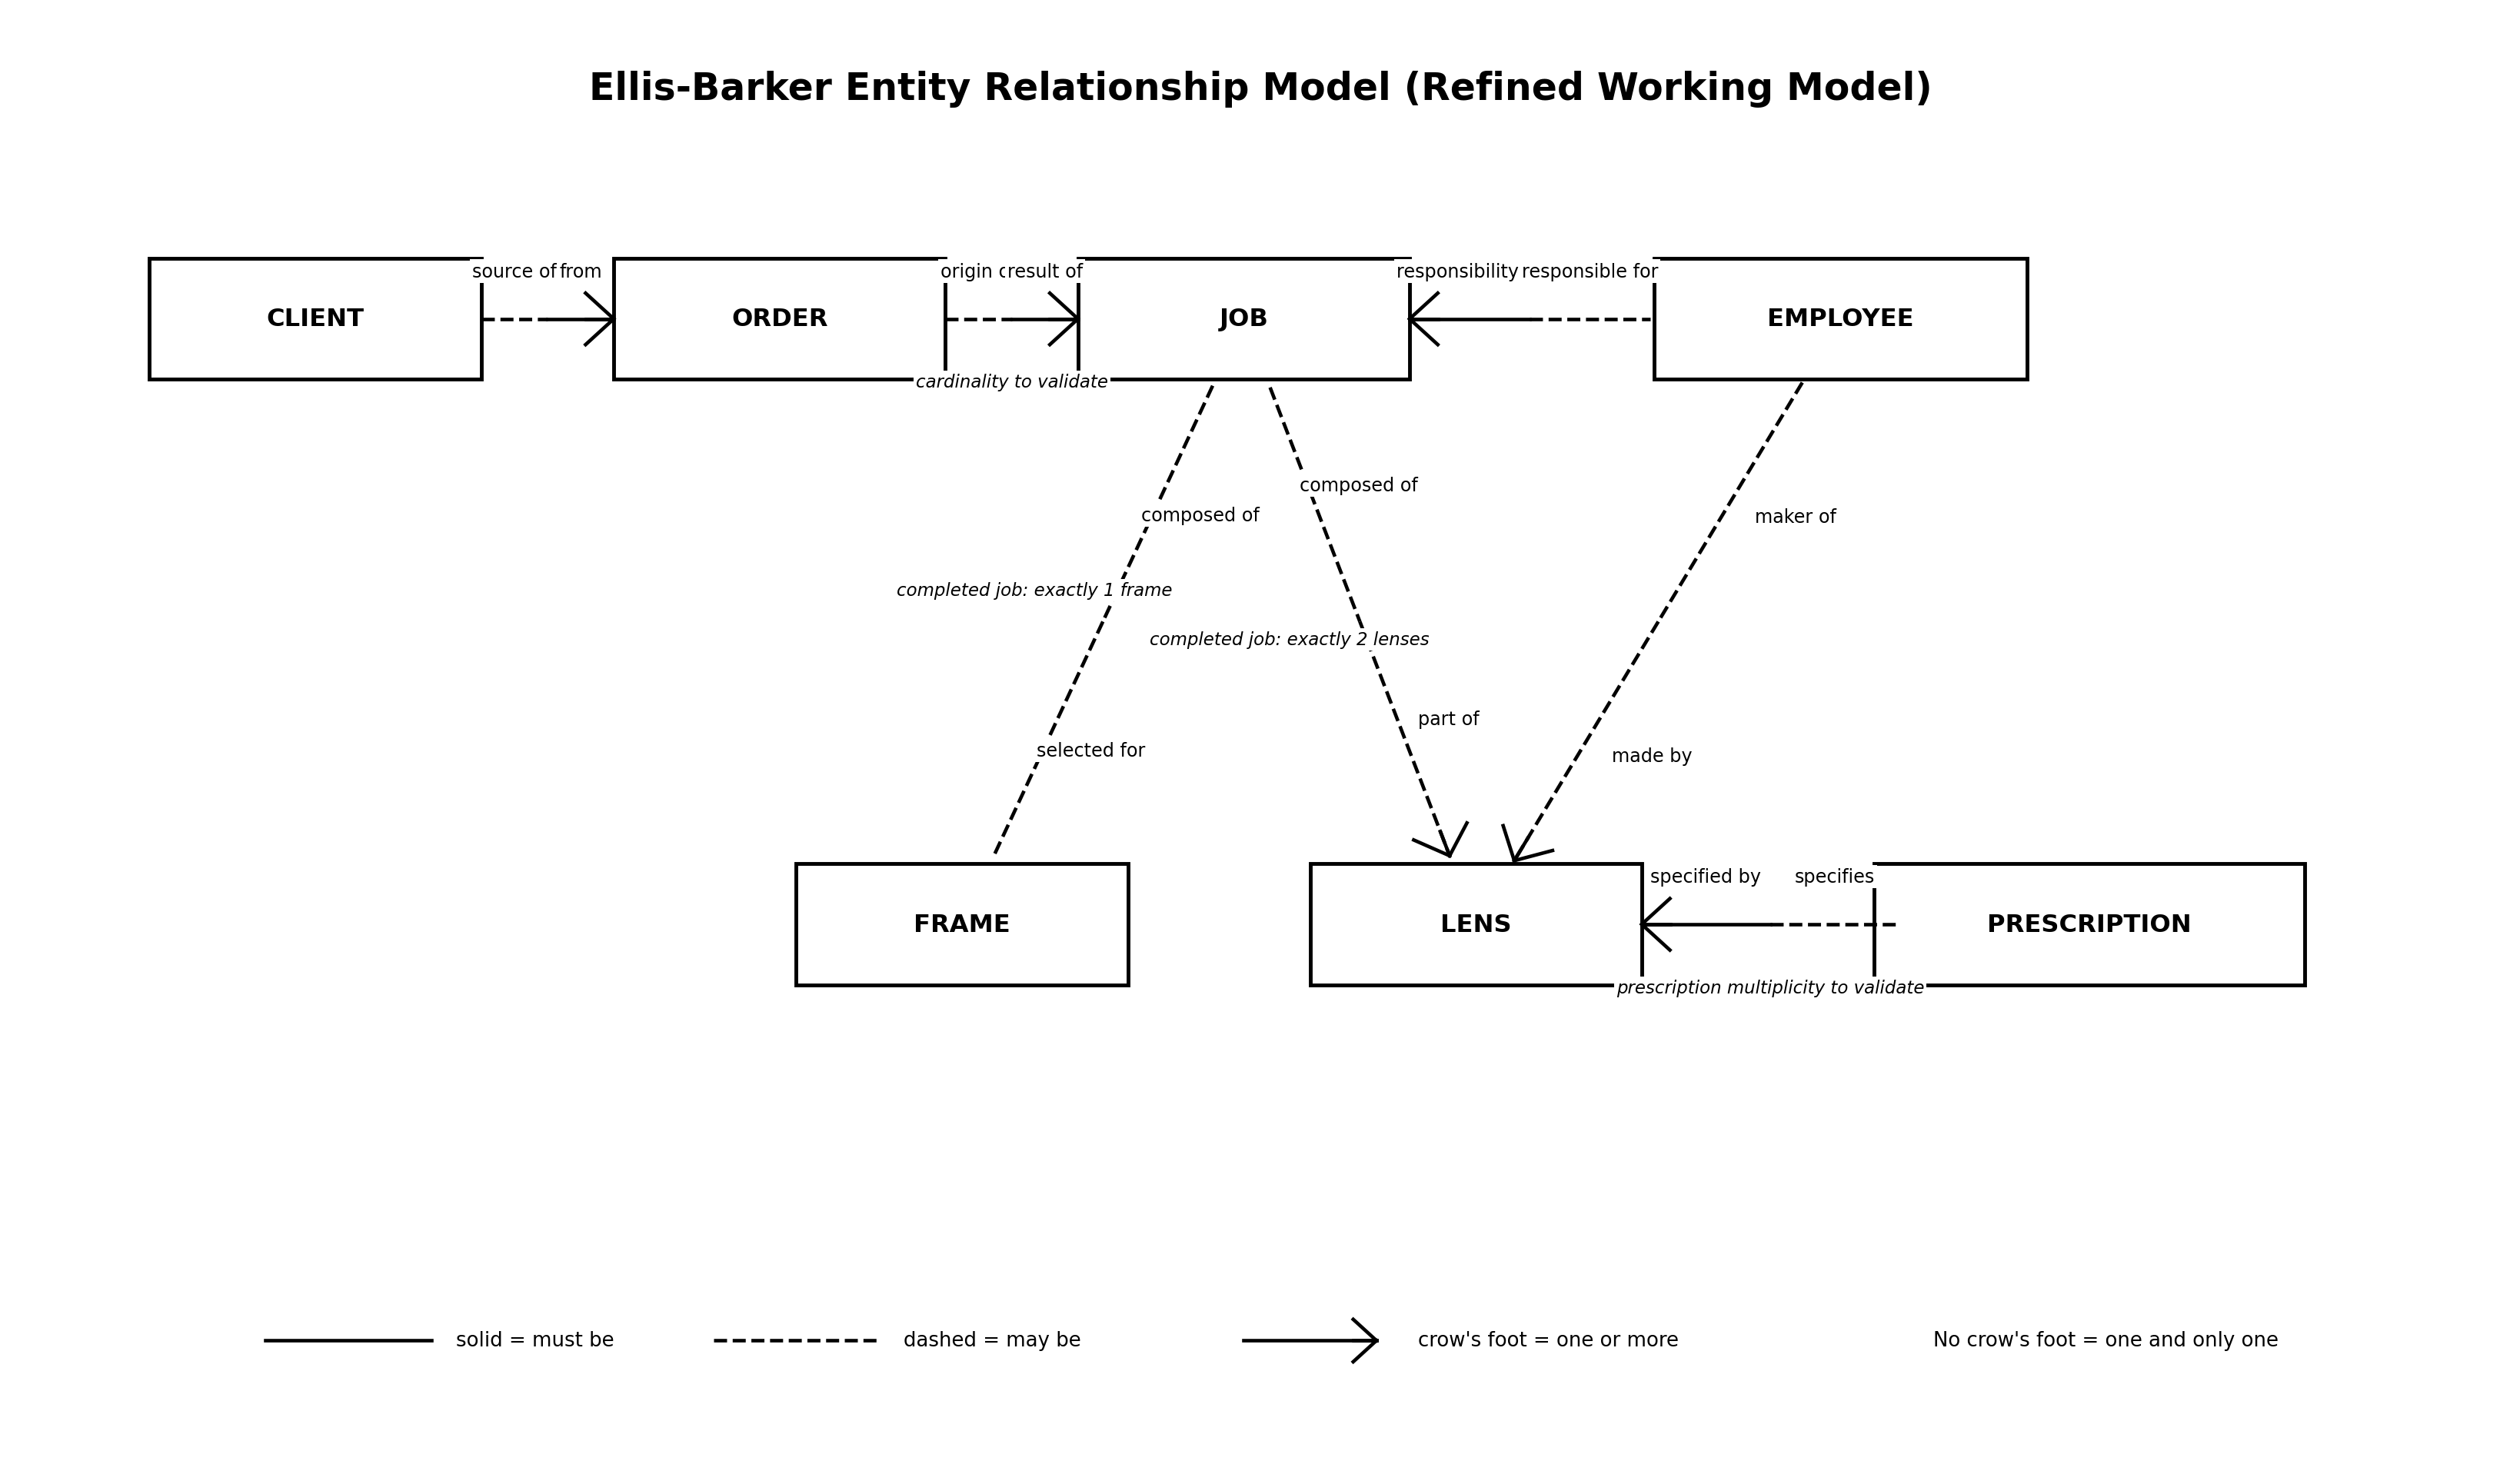 Ellis-Barker Entity Relationship Model (Refined Working Model)
source of from
origin result of
responsibility responsible for
CLIENT
ORDER
JOB
EMPLOYEE
cardinality to validate
composed of
composed of
maker of
completed job: exactly 1 frame
completed job: exactly 2 lenses
part of
selected for
made by
specified by
specifies
FRAME
LENS
PRESCRIPTION
prescription multiplicity to validate
solid = must be
dashed = may be
crow's foot = one or more
No crow's foot = one and only one